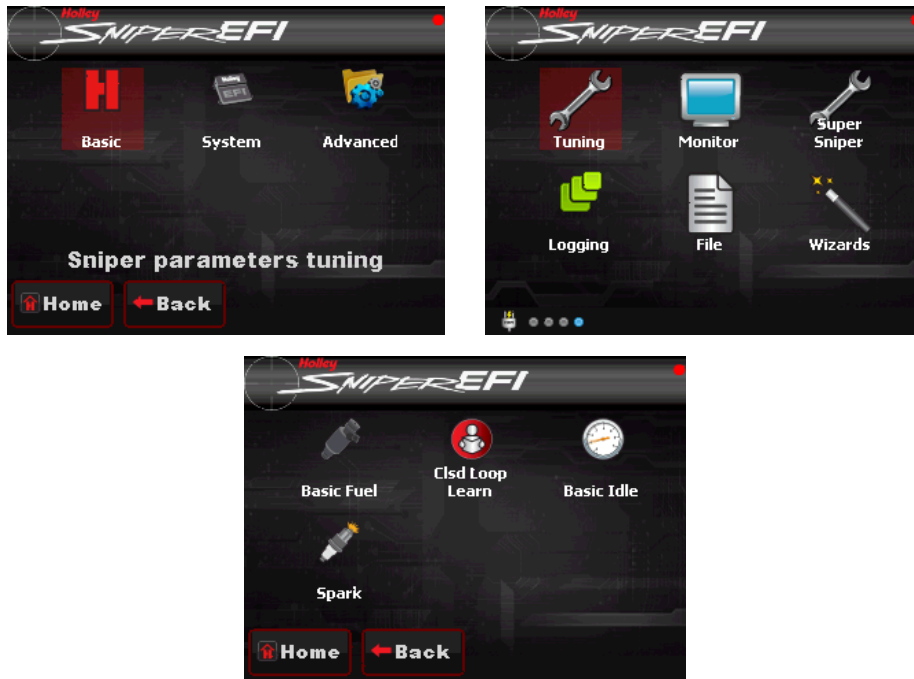 Holley
SNIPER EFI
Basic System Advanced
Sniper parameters tuning
Home Back
Holley
SNIPER EFI
Tuning Monitor Super
Sniper
Logging File Wizards
Holley
SNIPER EFI
Basic Fuel Clsd Loop
Learn Basic Idle
Spark
Home Back